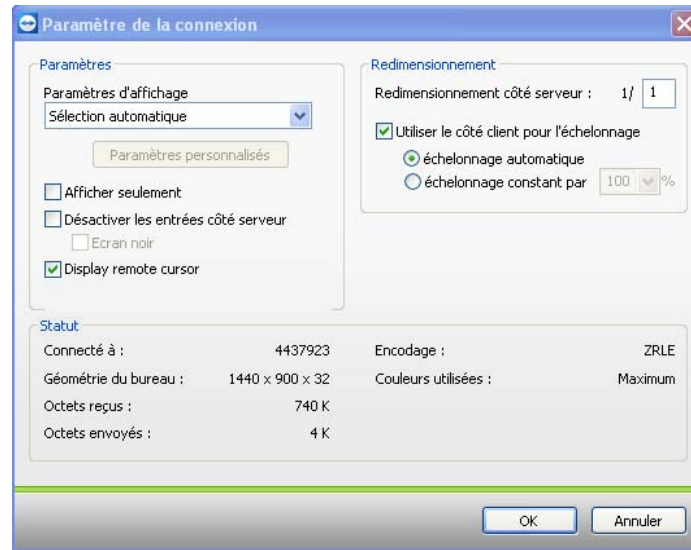 Paramètre de la connexion
Paramètres
Paramètres d'affichage
Sélection automatique
Paramètres personnalisés
Afficher seulement
Désactiver les entrées côté serveur
Ecran noir
Display remote cursor
Redimensionnement
Redimensionnement côté serveur : 1/ 1
Utiliser le côté client pour l'échelonage
échelonnage automatique
échelonnage constant par 100 %
Statut
Connecté à : 4437923
Géométrie du bureau : 1440 x 900 x 32
Octets reçus : 740 K
Octets envoyés : 4 K
Encodage : ZRLE
Couleurs utilisées : Maximum
OK Annuler